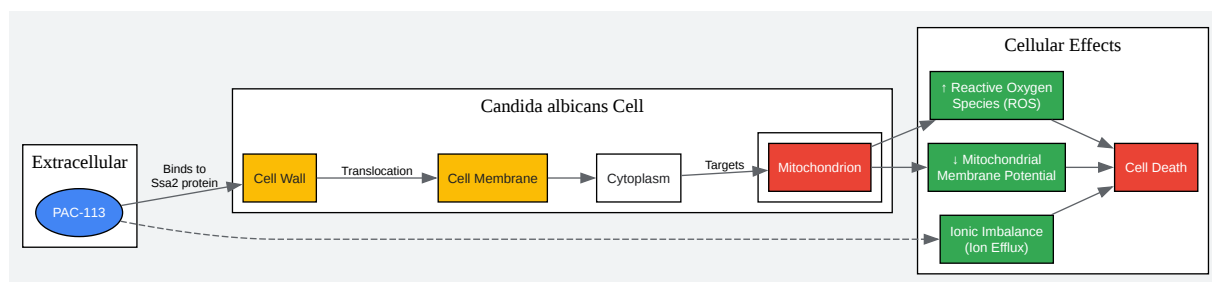 Extracellular
PAC-113
Binds to
Ssa2 protein
Candida albicans Cell
Cell Wall
Translocation
Cell Membrane
Cytoplasm
Targets
Mitochondrion
Cellular Effects
↑ Reactive Oxygen
Species (ROS)
↓ Mitochondrial
Membrane Potential
Ionic Imbalance
(Ion Efflux)
Cell Death